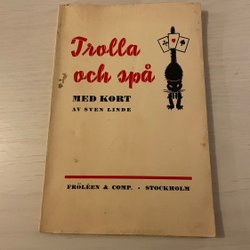 Trolla
och spå
MED KORT
AV SVEN LINDE
FRÖLÉEN & COMP. · STOCKHOLM